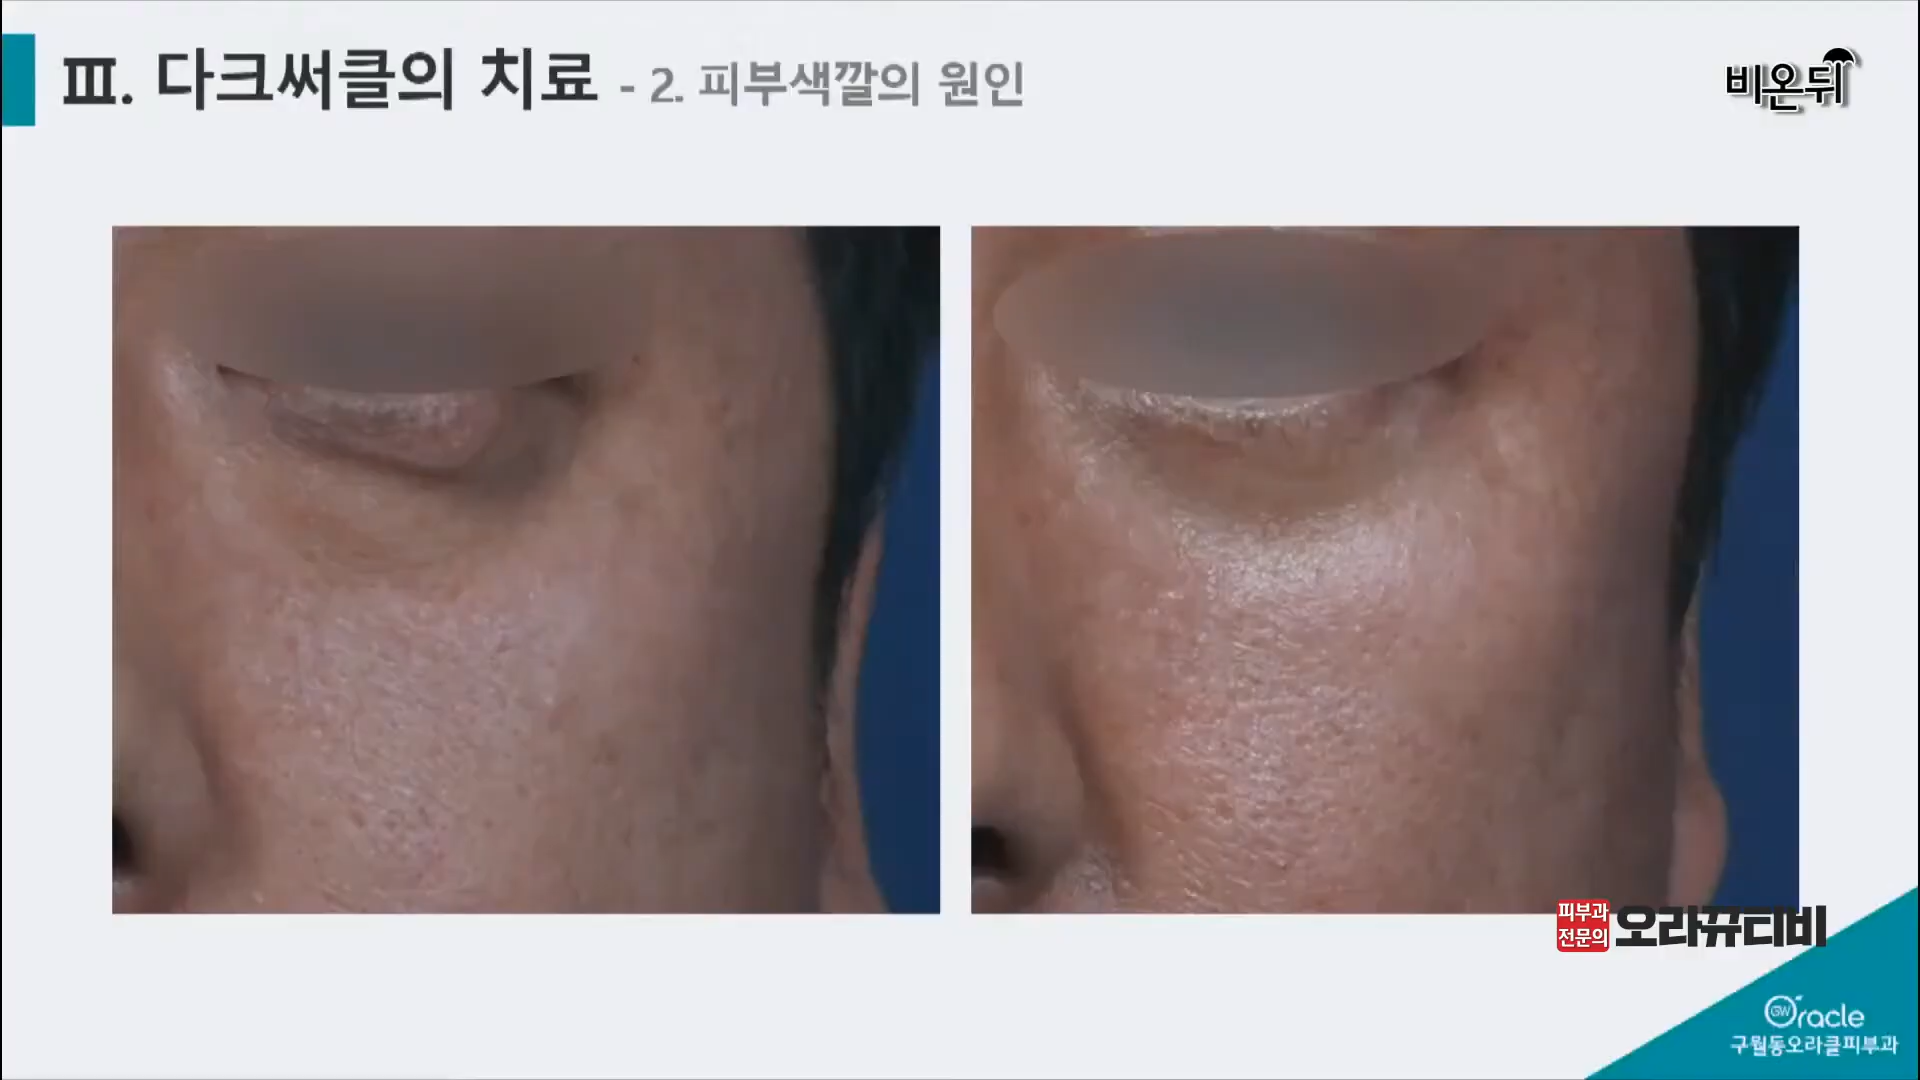 Ⅲ. 다크써클의 치료 - 2. 피부색깔의 원인
비온뒤
피부과
전문의
오라뀨티비
GW Oracle
구월동오라클피부과